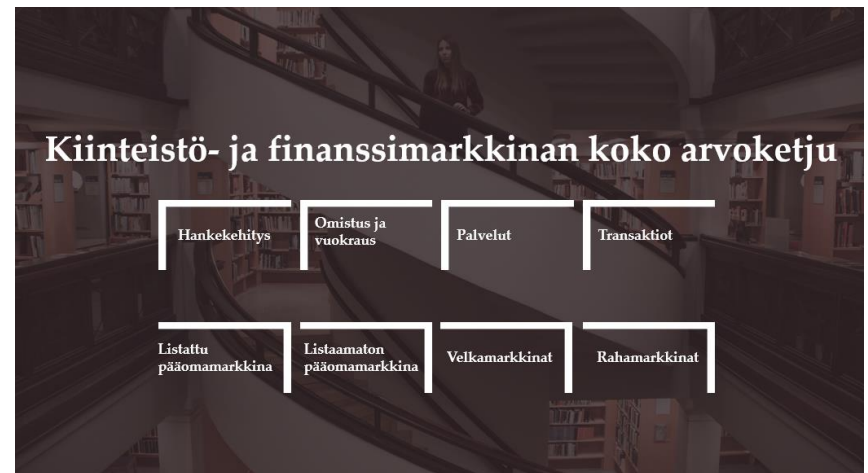 Kiinteistö- ja finanssimarkkinan koko arvoketju
Hankekehitys
Omistus ja
vuokraus
Palvelut
Transaktiot
Listattu
pääomamarkkina
Listaamaton
pääomamarkkina
Velkamarkkinat
Rahamarkkinat